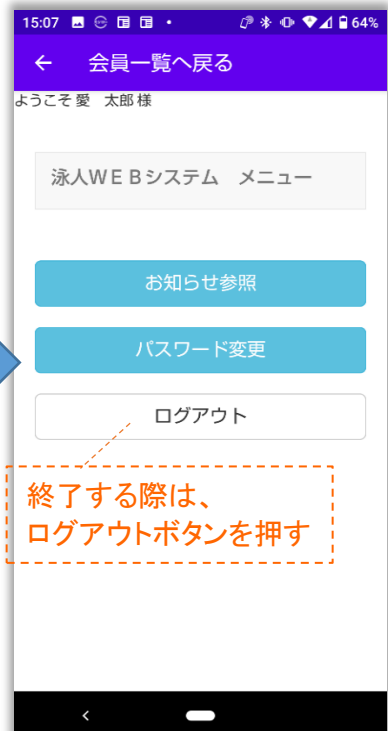 15:07 64%
会員一覧へ戻る
ようこそ 愛　太郎 様
泳人ＷＥＢシステム　メニュー
お知らせ参照
パスワード変更
ログアウト
終了する際は、
ログアウトボタンを押す